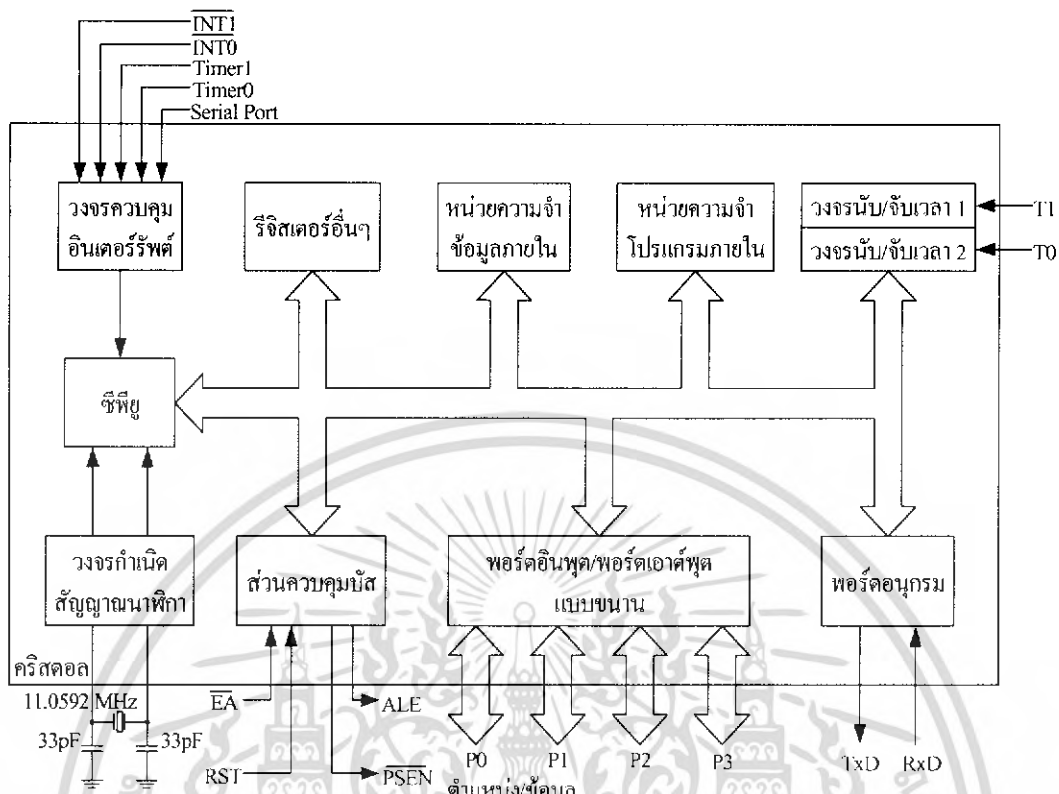 INT1
INT0
Timer1
Timer0
Serial Port
วงจรควบคุม
อินเตอร์รัพต์
รีจิสเตอร์อื่นๆ
หน่วยความจำ
ข้อมูลภายใน
หน่วยความจำ
โปรแกรมภายใน
วงจรนับ/จับเวลา 1
วงจรนับ/จับเวลา 2
T1
T0
ซีพียู
วงจรกำเนิด
สัญญาณนาฬิกา
ส่วนควบคุมบัส
พอร์ตอินพุต/พอร์ตเอาต์พุต
แบบขนาน
พอร์ตอนุกรม
คริสตอล
11.0592 MHz
33pF
33pF
EA
ALE
RST
PSEN
P0
P1
P2
P3
TxD
RxD
ตำแหน่ง/ข้อมูล